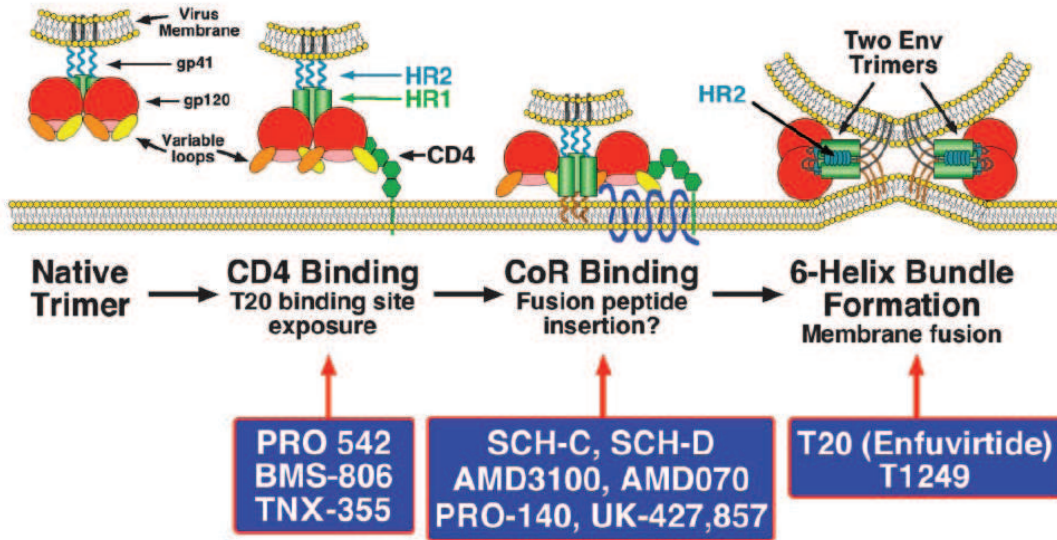 Virus
Membrane
gp41
gp120
Variable
loops
HR2
HR1
CD4
Two Env
Trimers
HR2
Native
Trimer
CD4 Binding
T20 binding site
exposure
CoR Binding
Fusion peptide
insertion?
6-Helix Bundle
Formation
Membrane fusion
PRO 542
BMS-806
TNX-355
SCH-C, SCH-D
AMD3100, AMD070
PRO-140, UK-427,857
T20 (Enfuvirtide)
T1249